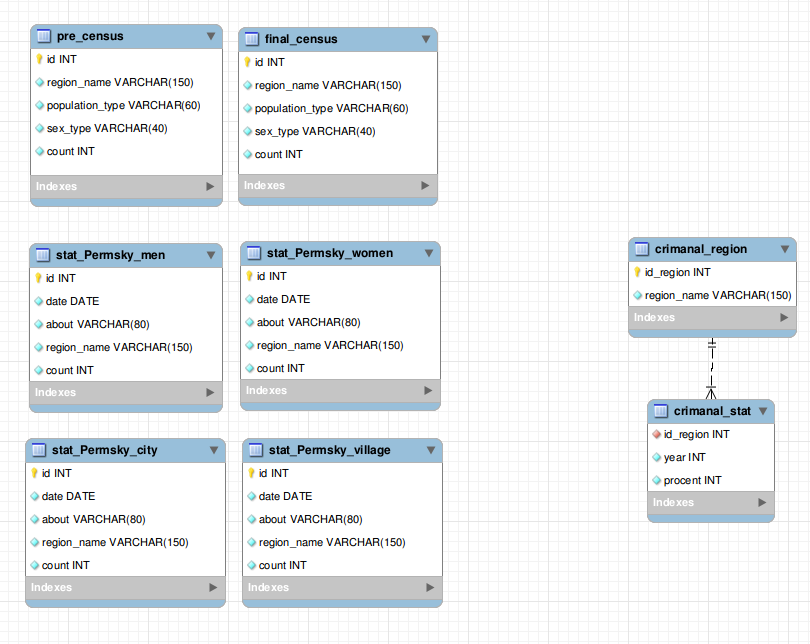 pre_census
id INT
region_name VARCHAR(150)
population_type VARCHAR(60)
sex_type VARCHAR(40)
count INT
Indexes
final_census
id INT
region_name VARCHAR(150)
population_type VARCHAR(60)
sex_type VARCHAR(40)
count INT
Indexes
stat_Permsky_men
id INT
date DATE
about VARCHAR(80)
region_name VARCHAR(150)
count INT
Indexes
stat_Permsky_women
id INT
date DATE
about VARCHAR(80)
region_name VARCHAR(150)
count INT
Indexes
stat_Permsky_city
id INT
date DATE
about VARCHAR(80)
region_name VARCHAR(150)
count INT
Indexes
stat_Permsky_village
id INT
date DATE
about VARCHAR(80)
region_name VARCHAR(150)
count INT
Indexes
crimanal_region
id_region INT
region_name VARCHAR(150)
Indexes
crimanal_stat
id_region INT
year INT
procent INT
Indexes